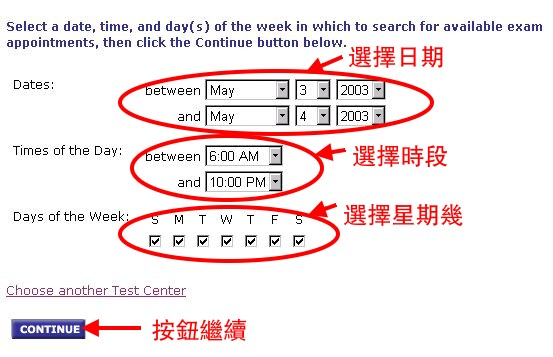 Select a date, time, and day(s) of the week in which to search for available exam
appointments, then click the Continue button below.
選擇日期
Dates: between May 3 2003
and May 4 2003
Times of the Day: between 6:00 AM 選擇時段
and 10:00 PM
Days of the Week: S M T W T F S 選擇星期幾
Choose another Test Center
CONTINUE 按鈕繼續